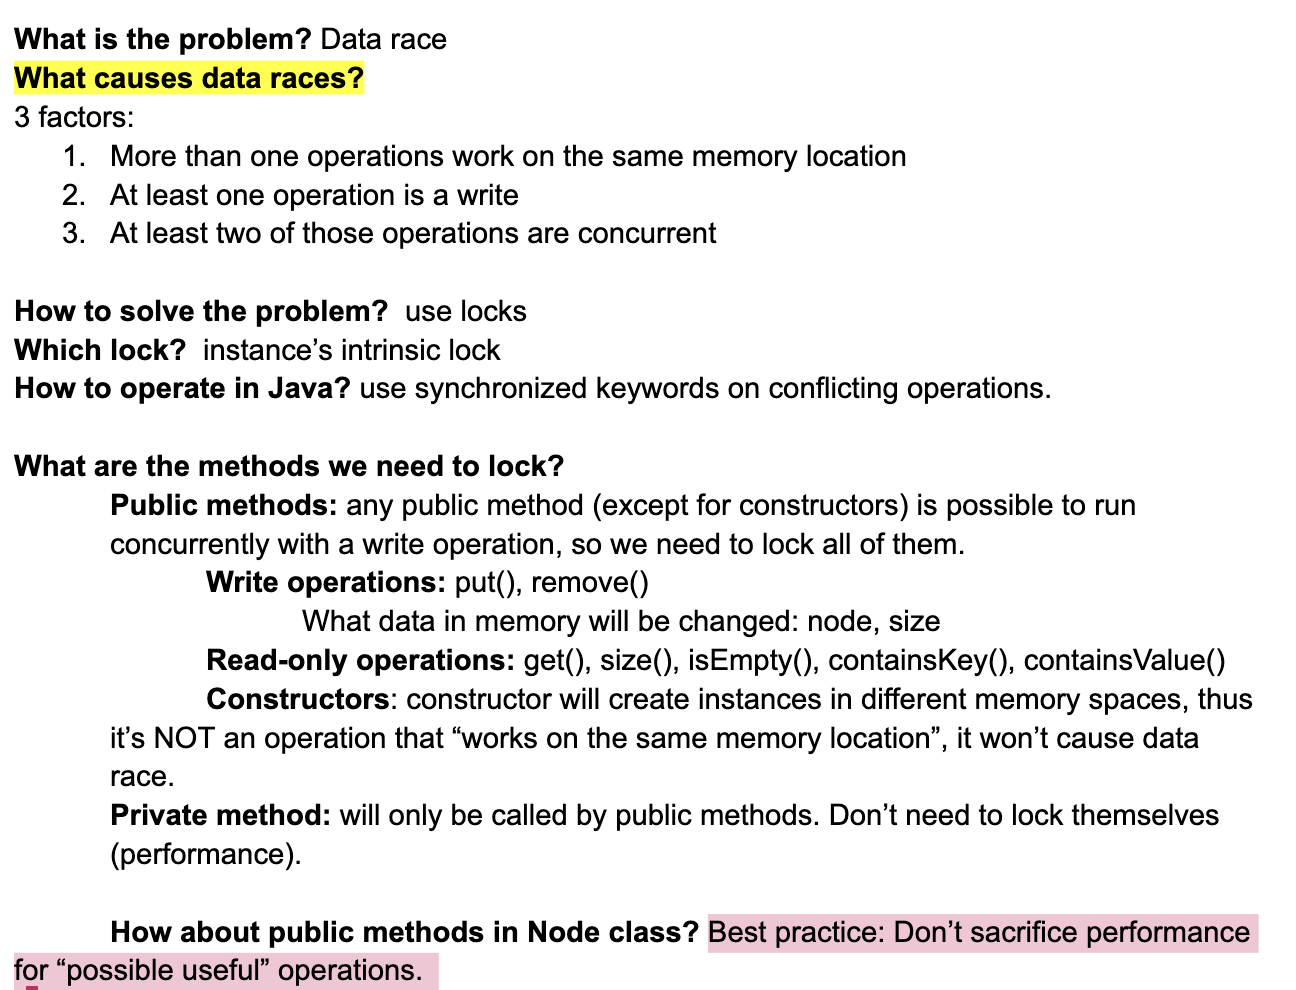 What is the problem? Data race
What causes data races?
3 factors:
1. More than one operations work on the same memory location
2. At least one operation is a write
3. At least two of those operations are concurrent
How to solve the problem?  use locks
Which lock?  instance’s intrinsic lock
How to operate in Java? use synchronized keywords on conflicting operations.
What are the methods we need to lock?
Public methods: any public method (except for constructors) is possible to run
concurrently with a write operation, so we need to lock all of them.
Write operations: put(), remove()
What data in memory will be changed: node, size
Read-only operations: get(), size(), isEmpty(), containsKey(), containsValue()
Constructors: constructor will create instances in different memory spaces, thus
it’s NOT an operation that “works on the same memory location”, it won’t cause data
race.
Private method: will only be called by public methods. Don’t need to lock themselves
(performance).
How about public methods in Node class? Best practice: Don’t sacrifice performance
for “possible useful” operations.